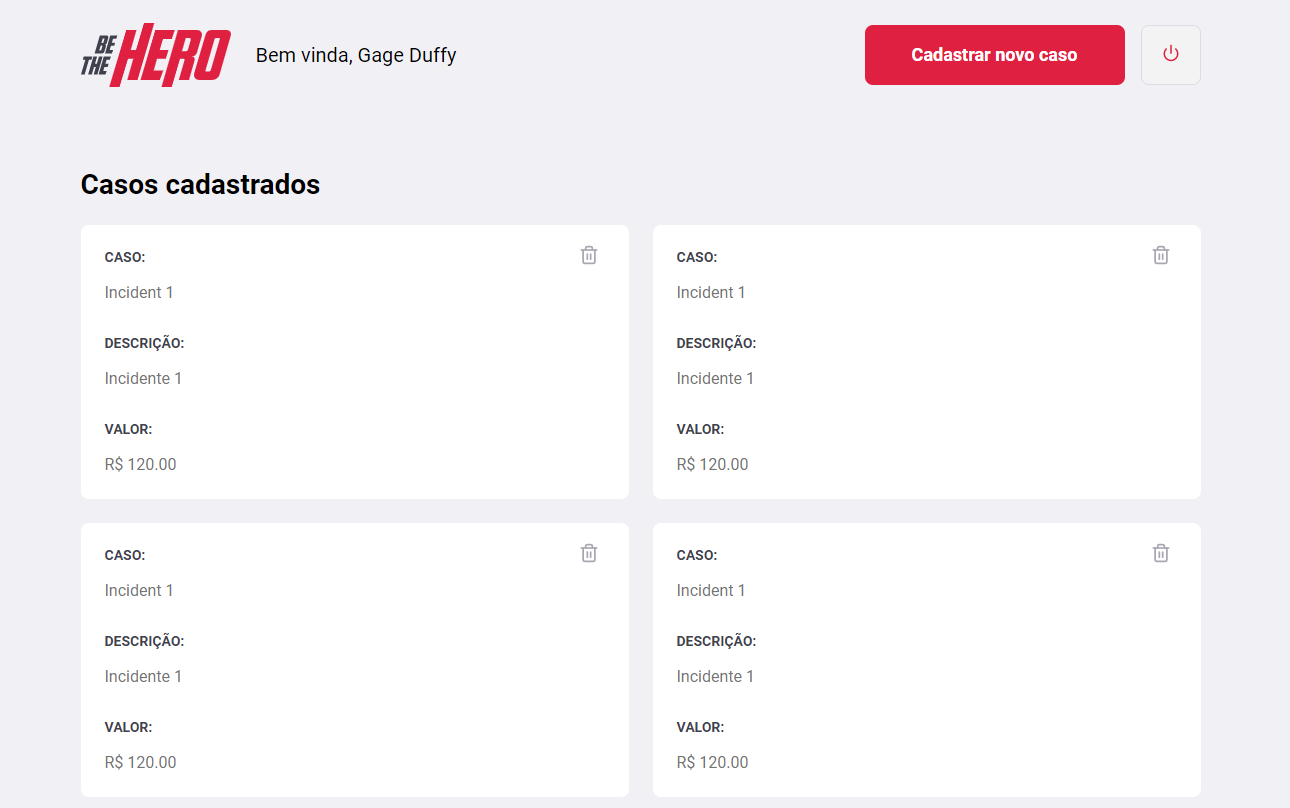 BE THE HERO
Bem vinda, Gage Duffy
Cadastrar novo caso
Casos cadastrados
CASO:
Incident 1
DESCRIÇÃO:
Incidente 1
VALOR:
R$ 120.00
CASO:
Incident 1
DESCRIÇÃO:
Incidente 1
VALOR:
R$ 120.00
CASO:
Incident 1
DESCRIÇÃO:
Incidente 1
VALOR:
R$ 120.00
CASO:
Incident 1
DESCRIÇÃO:
Incidente 1
VALOR:
R$ 120.00